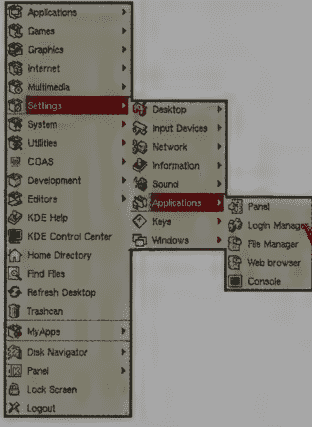 Applications
Games
Graphics
Internet
Multimedia
Settings
System
Utilities
COAS
Development
Editors
KDE Help
KDE Control Center
Home Directory
Find Files
Refresh Desktop
Trashcan
MyApps
Disk Navigator
Panel
Lock Screen
Logout
Desktop
Input Devices
Network
Information
Sound
Applications
Keys
Windows
Panel
Login Manager
File Manager
Web browser
Console